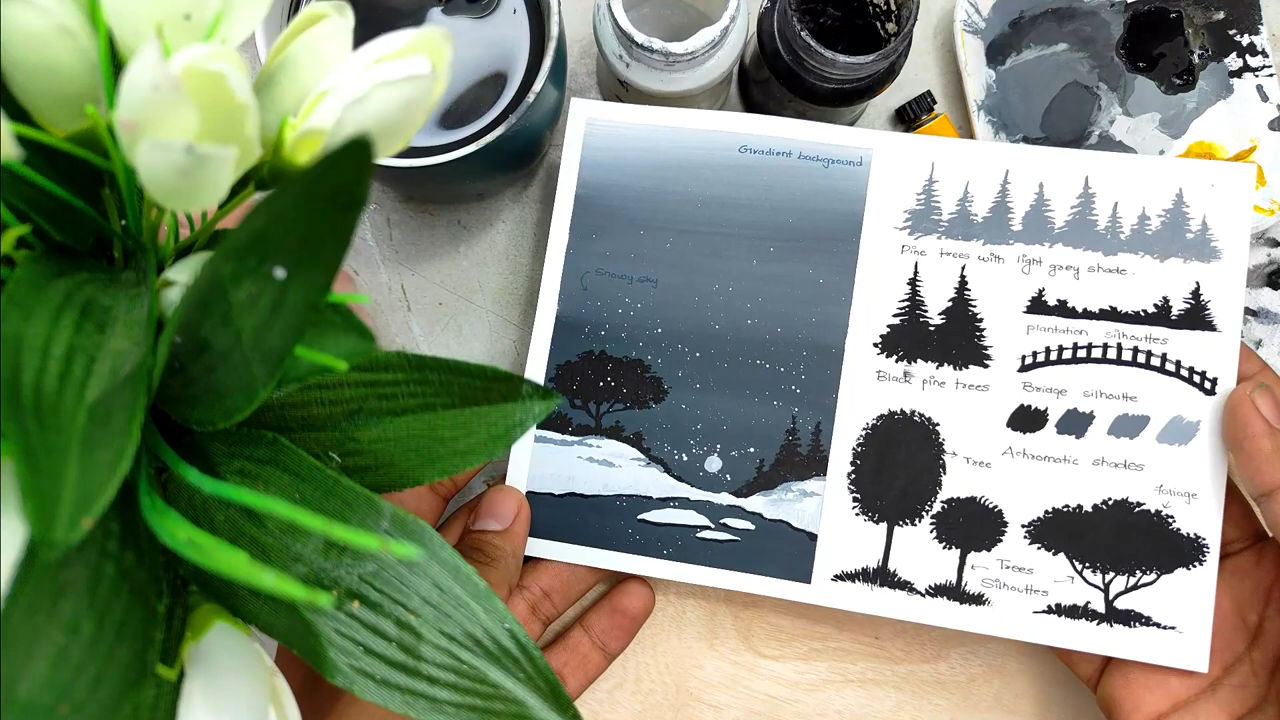 Gradient background
Snowy sky
Pine trees with light grey shade.
Black pine trees
plantation silhouttes
Bridge silhoutte
Achromatic shades
Tree
foliage
Trees
Silhouttes